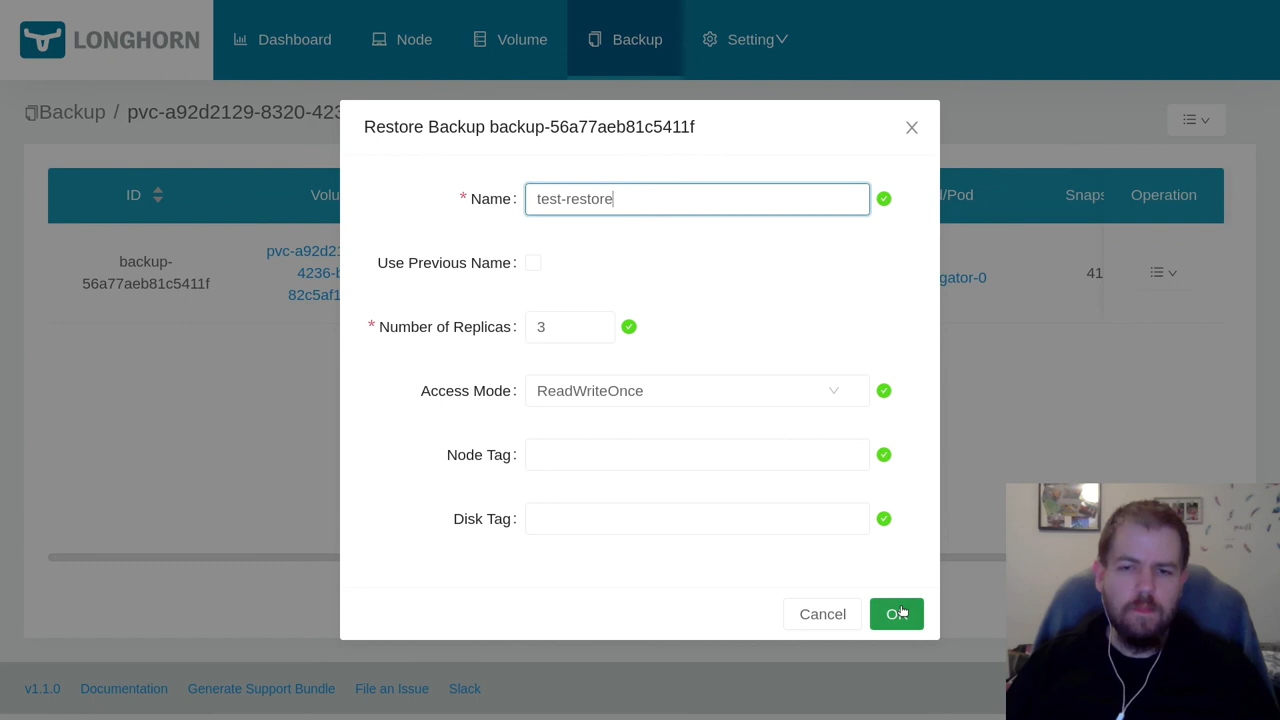 LONGHORN
Dashboard
Node
Volume
Backup
Setting
Backup / pvc-a92d2129-8320-423
Restore Backup backup-56a77aeb81c5411f
* Name:
test-restore
Use Previous Name:
* Number of Replicas:
3
Access Mode:
ReadWriteOnce
Node Tag:
Disk Tag:
Cancel
ID
Volu
l/Pod
Snaps
Operation
backup-
56a77aeb81c5411f
pvc-a92d21
4236-b
82c5af1
gator-0
41
v1.1.0
Documentation
Generate Support Bundle
File an Issue
Slack